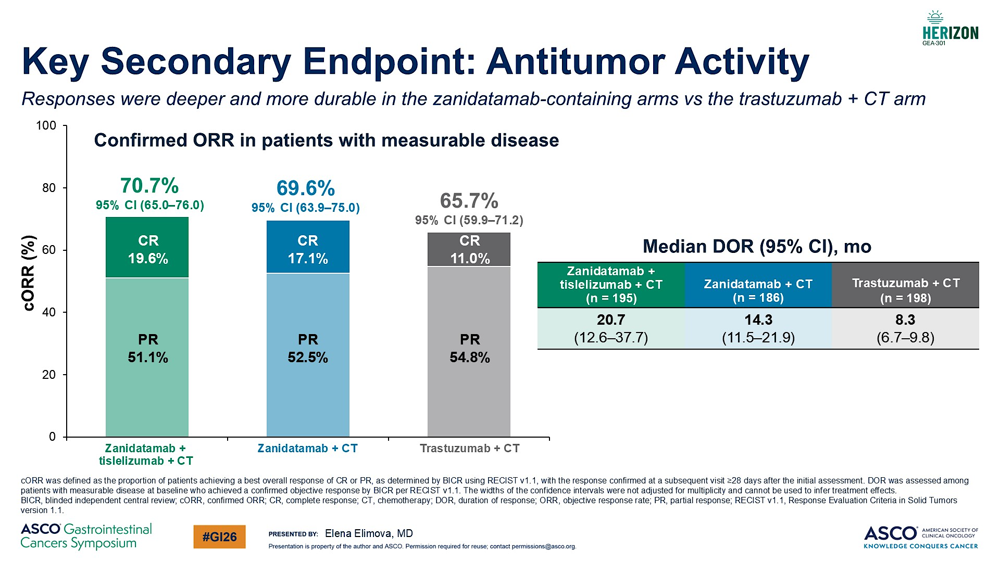 HERIZON
GEA-301
Key Secondary Endpoint: Antitumor Activity
Responses were deeper and more durable in the zanidatamab-containing arms vs the trastuzumab + CT arm
Confirmed ORR in patients with measurable disease
cORR (%)
100
80
60
40
20
0
70.7%
95% CI (65.0–76.0)
CR
19.6%
PR
51.1%
Zanidatamab +
tislelizumab + CT
69.6%
95% CI (63.9–75.0)
CR
17.1%
PR
52.5%
Zanidatamab + CT
65.7%
95% CI (59.9–71.2)
CR
11.0%
PR
54.8%
Trastuzumab + CT
Median DOR (95% CI), mo
Zanidatamab +
tislelizumab + CT
(n = 195)
Zanidatamab + CT
(n = 186)
Trastuzumab + CT
(n = 198)
20.7
(12.6–37.7)
14.3
(11.5–21.9)
8.3
(6.7–9.8)
cORR was defined as the proportion of patients achieving a best overall response of CR or PR, as determined by BICR using RECIST v1.1, with the response confirmed at a subsequent visit ≥28 days after the initial assessment. DOR was assessed among
patients with measurable disease at baseline who achieved a confirmed objective response by BICR per RECIST v1.1. The widths of the confidence intervals were not adjusted for multiplicity and cannot be used to infer treatment effects.
BICR, blinded independent central review; cORR, confirmed ORR; CR, complete response; CT, chemotherapy; DOR, duration of response; ORR, objective response rate; PR, partial response; RECIST v1.1, Response Evaluation Criteria in Solid Tumors
version 1.1.
ASCO Gastrointestinal
Cancers Symposium
#GI26
PRESENTED BY: Elena Elimova, MD
Presentation is property of the author and ASCO. Permission required for reuse; contact permissions@asco.org.
ASCO AMERICAN SOCIETY OF
CLINICAL ONCOLOGY
KNOWLEDGE CONQUERS CANCER